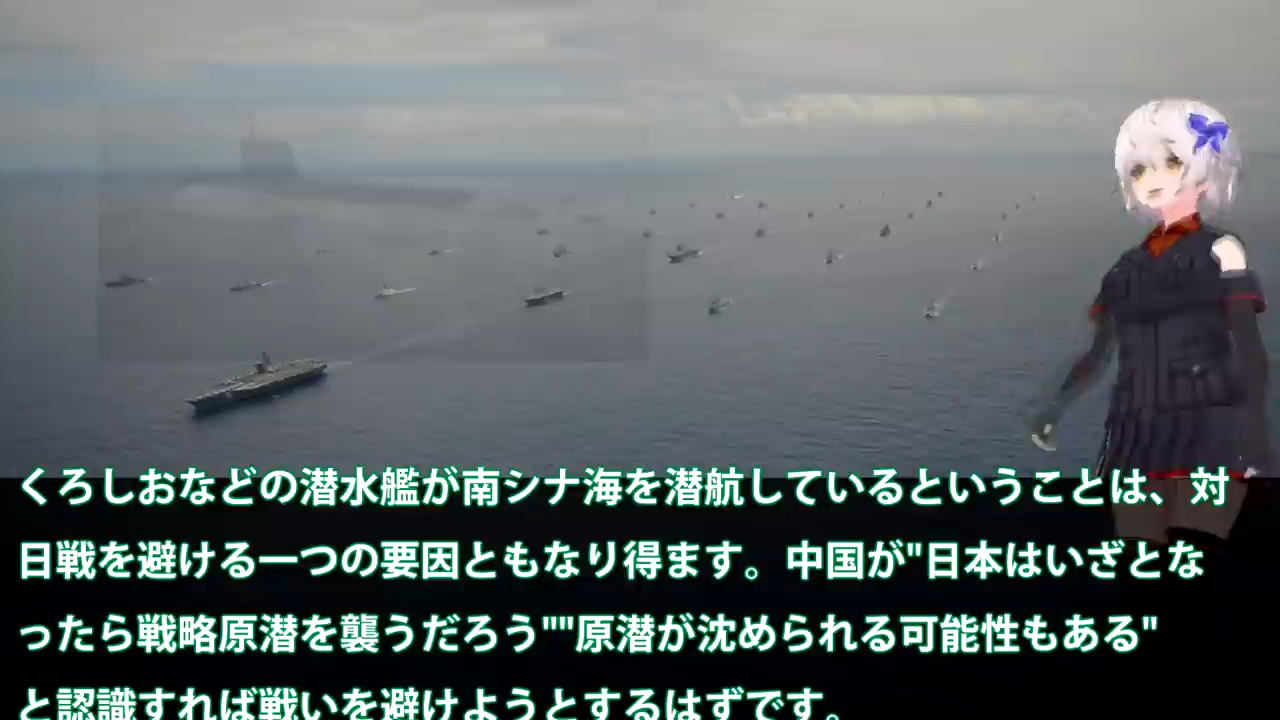 くろしおなどの潜水艦が南シナ海を潜航しているということは、対
日戦を避ける一つの要因ともなり得ます。中国が"日本はいざとな
ったら戦略原潜を襲うだろう""原潜が沈められる可能性もある"
と認識すれば戦いを避けようとするはずです。